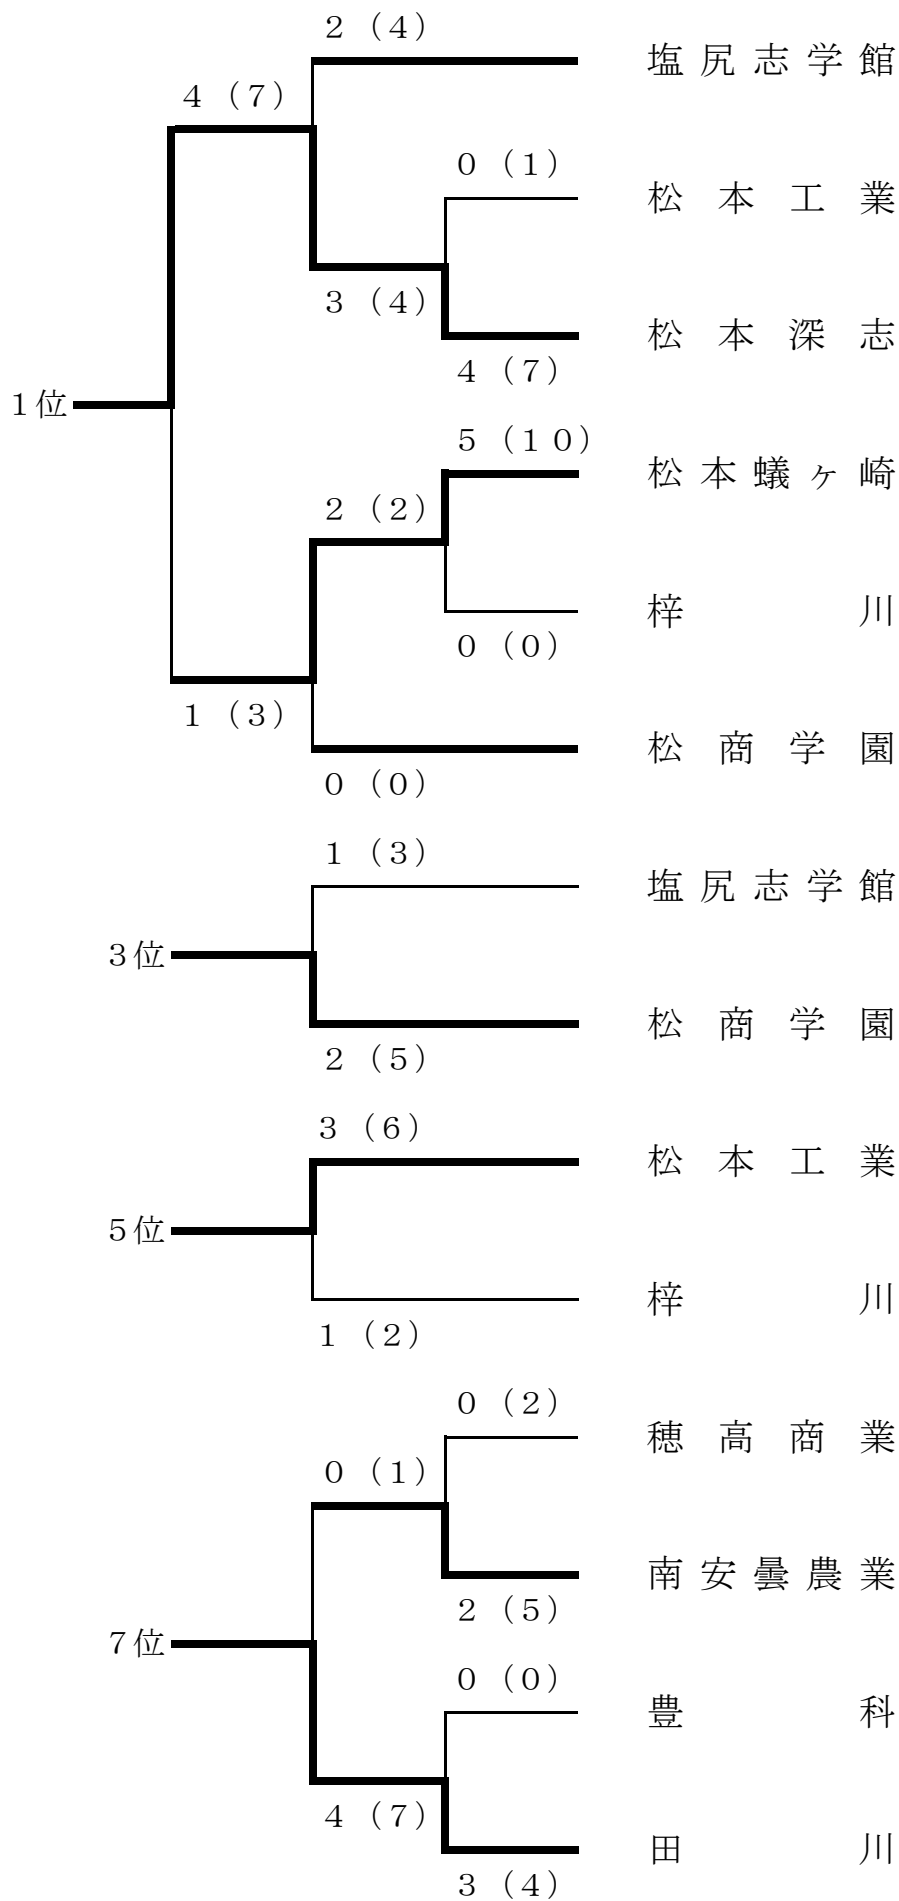 ２（４）
塩尻志学館
４（７）
０（１）
松本工業
３（４）
松本深志
４（７）
１位
５（１０）
松本蟻ヶ崎
２（２）
梓川
０（０）
１（３）
松商学園
０（０）
１（３）
塩尻志学館
３位
松商学園
２（５）
３（６）
松本工業
５位
梓川
１（２）
０（２）
穂高商業
０（１）
南安曇農業
２（５）
７位
０（０）
豊科
４（７）
田川
３（４）